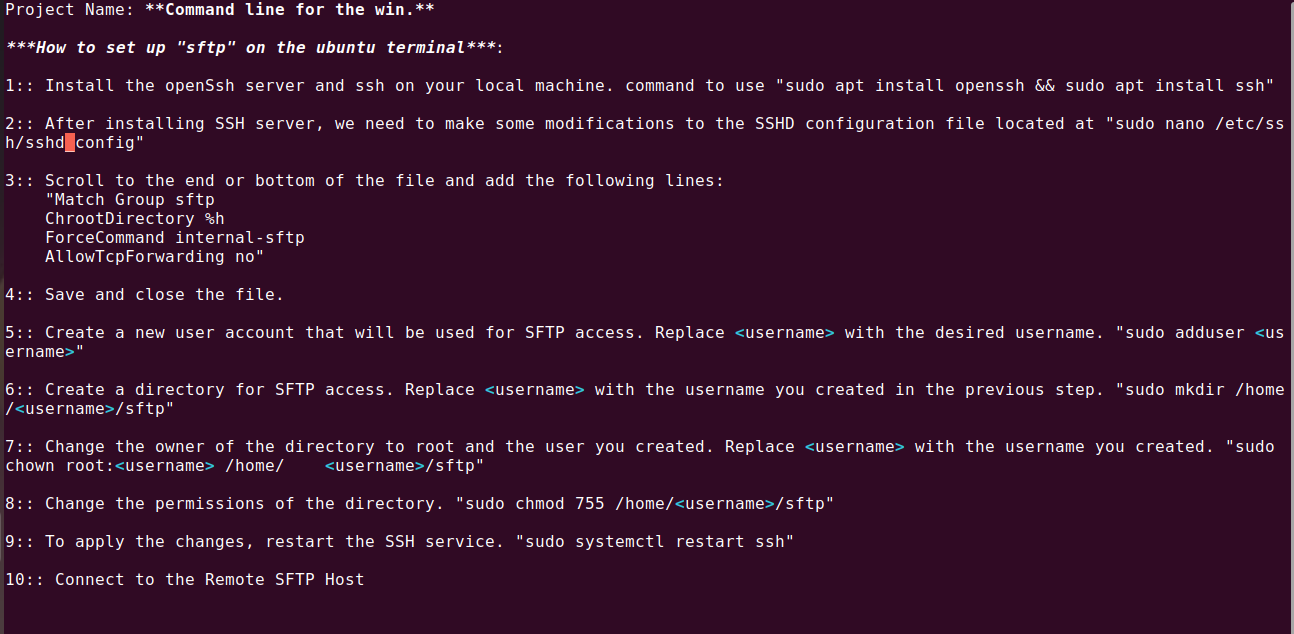 Project Name: **Command line for the win.**
***How to set up "sftp" on the ubuntu terminal***:
1:: Install the openSsh server and ssh on your local machine. command to use "sudo apt install openssh && sudo apt install ssh"
2:: After installing SSH server, we need to make some modifications to the SSHD configuration file located at "sudo nano /etc/ss
h/sshd config"
3:: Scroll to the end or bottom of the file and add the following lines:
"Match Group sftp
ChrootDirectory %h
ForceCommand internal-sftp
AllowTcpForwarding no"
4:: Save and close the file.
5:: Create a new user account that will be used for SFTP access. Replace <username> with the desired username. "sudo adduser <us
ername>"
6:: Create a directory for SFTP access. Replace <username> with the username you created in the previous step. "sudo mkdir /home
/<username>/sftp"
7:: Change the owner of the directory to root and the user you created. Replace <username> with the username you created. "sudo
chown root:<username> /home/    <username>/sftp"
8:: Change the permissions of the directory. "sudo chmod 755 /home/<username>/sftp"
9:: To apply the changes, restart the SSH service. "sudo systemctl restart ssh"
10:: Connect to the Remote SFTP Host